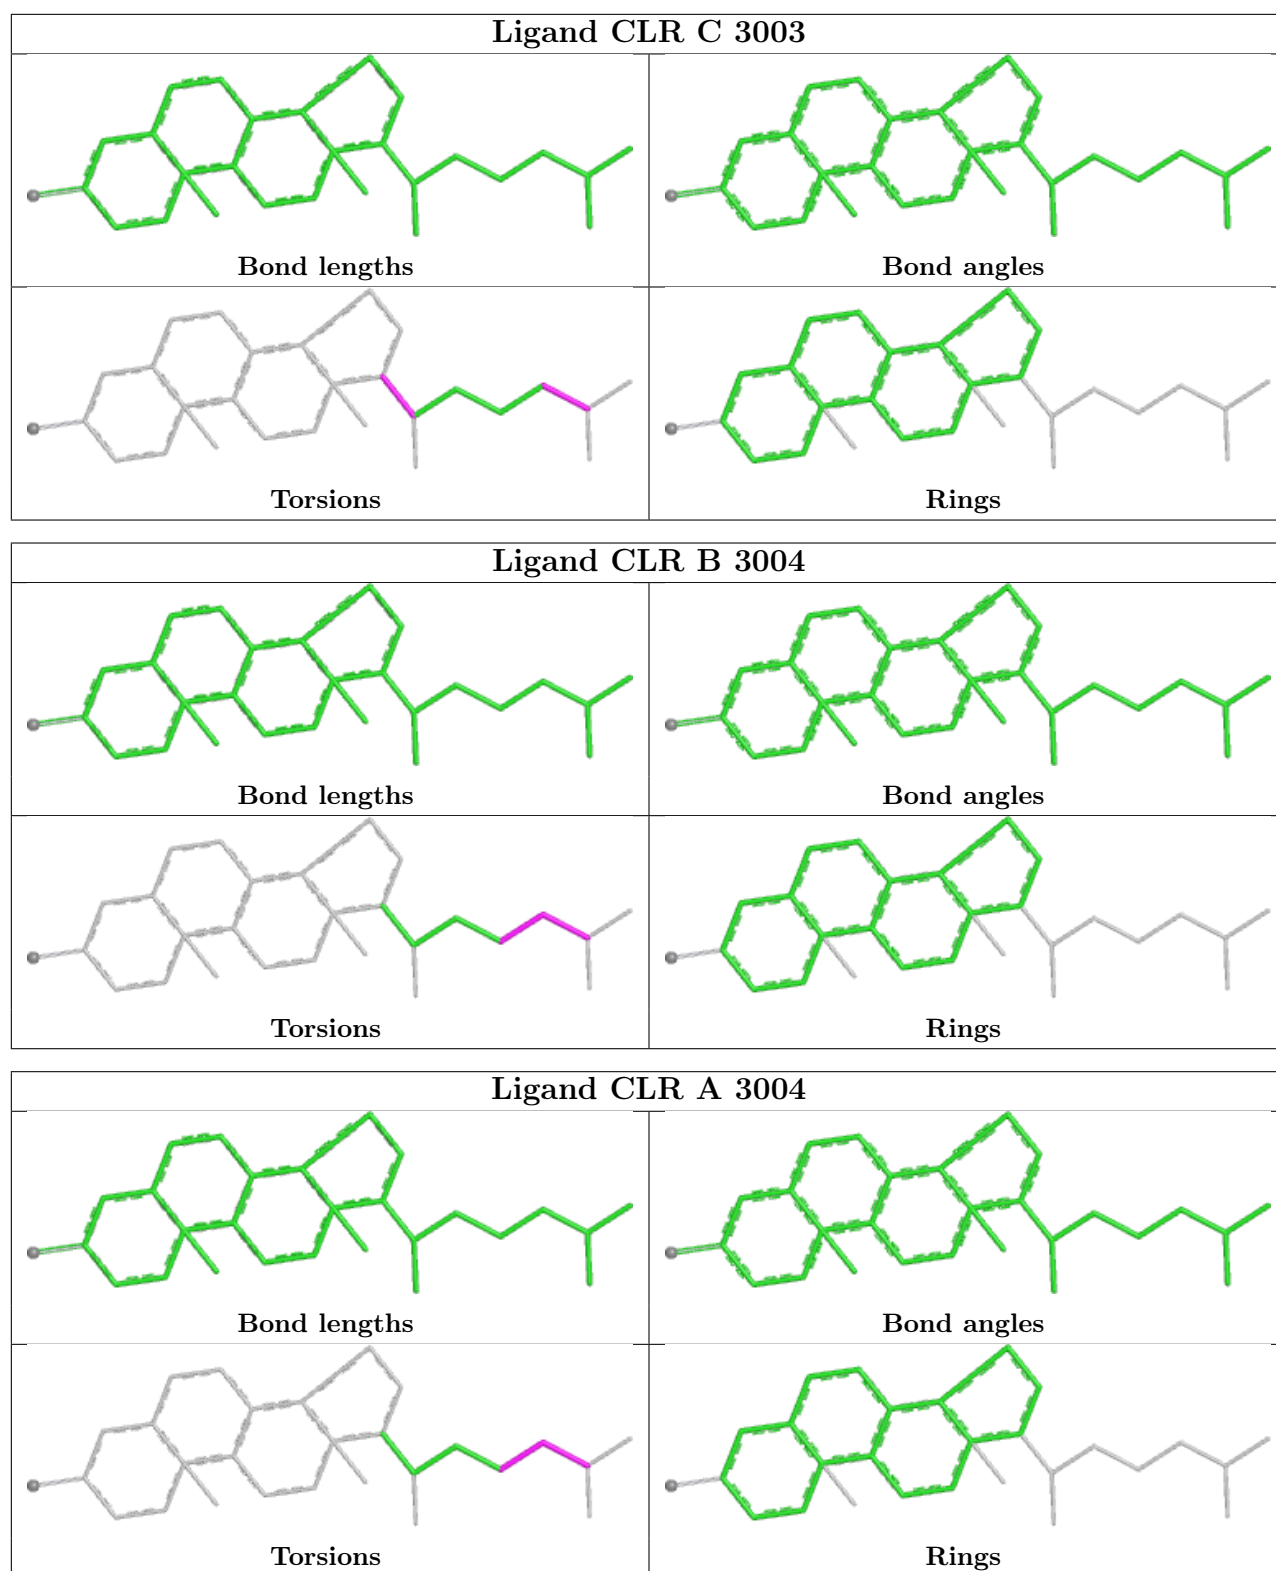 Ligand CLR C 3003
Bond lengths
Bond angles
Torsions
Rings
Ligand CLR B 3004
Bond lengths
Bond angles
Torsions
Rings
Ligand CLR A 3004
Bond lengths
Bond angles
Torsions
Rings